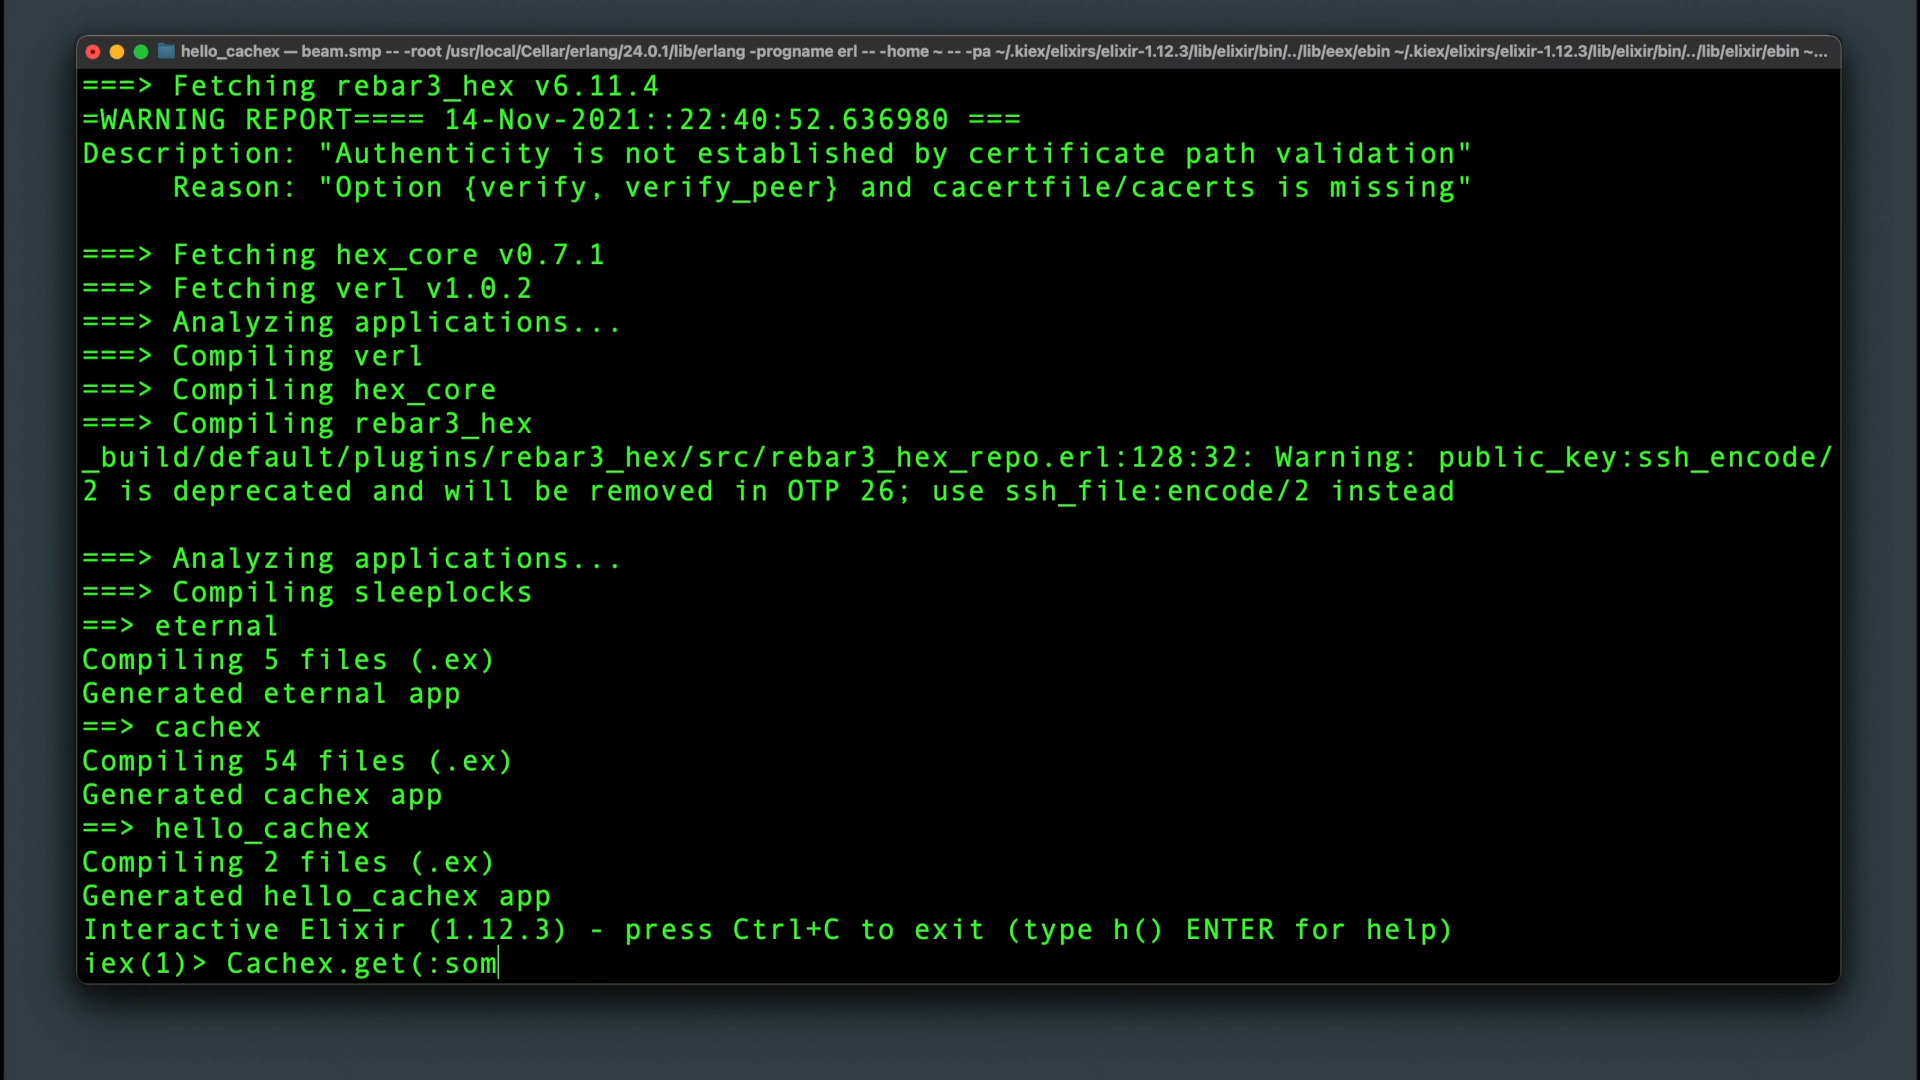 hello_cachex — beam.smp -- -root /usr/local/Cellar/erlang/24.0.1/lib/erlang -progname erl -- -home ~ -- -pa ~/.kiex/elixirs/elixir-1.12.3/lib/elixir/bin/../lib/eex/ebin ~/.kiex/elixirs/elixir-1.12.3/lib/elixir/bin/../lib/elixir/ebin ~...
===> Fetching rebar3_hex v6.11.4
=WARNING REPORT==== 14-Nov-2021::22:40:52.636980 ===
Description: "Authenticity is not established by certificate path validation"
     Reason: "Option {verify, verify_peer} and cacertfile/cacerts is missing"
===> Fetching hex_core v0.7.1
===> Fetching verl v1.0.2
===> Analyzing applications...
===> Compiling verl
===> Compiling hex_core
===> Compiling rebar3_hex
_build/default/plugins/rebar3_hex/src/rebar3_hex_repo.erl:128:32: Warning: public_key:ssh_encode/
2 is deprecated and will be removed in OTP 26; use ssh_file:encode/2 instead
===> Analyzing applications...
===> Compiling sleeplocks
==> eternal
Compiling 5 files (.ex)
Generated eternal app
==> cachex
Compiling 54 files (.ex)
Generated cachex app
==> hello_cachex
Compiling 2 files (.ex)
Generated hello_cachex app
Interactive Elixir (1.12.3) - press Ctrl+C to exit (type h() ENTER for help)
iex(1)> Cachex.get(:som